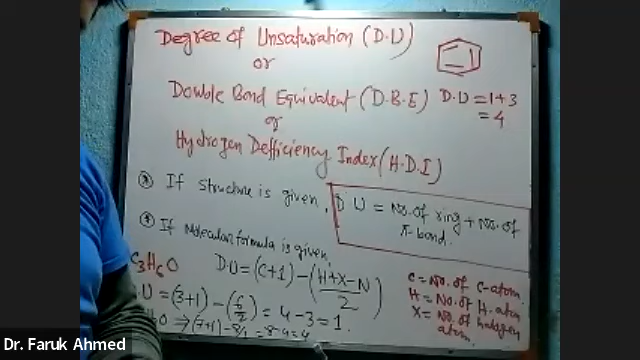 Degree of Unsaturation (D.U)
or
Double Bond Equivalent (D.B.E)
or
Hydrogen Defficiency Index (H.D.I)
D.U = 1+3
= 4
If structure is given,
D U = No. of ring + No. of
π-bond.
If Molecular formula is given,
C3H6O
D.U = (C+1) - (H+X-N / 2)
U = (3+1) - (6/2) = 4-3 = 1.
C = No. of C-atom.
H = No. of H. atom
X = No. of halogen
atom.
Dr. Faruk Ahmed